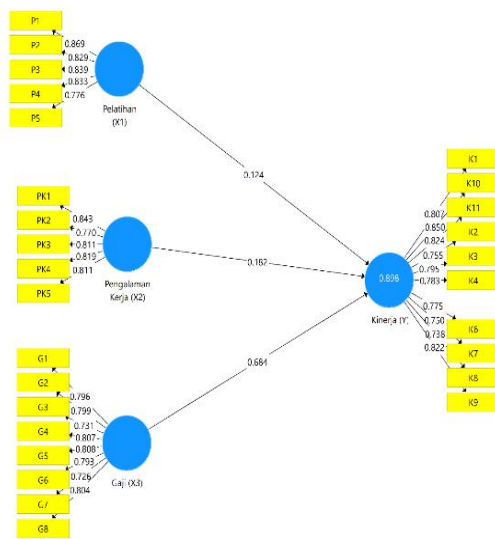 P1
P2
P3
P4
P5
0.869
0.829
0.839
0.833
0.776
Pelatihan
(X1)
0.124
PK1
PK2
PK3
PK4
PK5
0.843
0.770
0.811
0.819
0.811
Pengalaman
Kerja (X2)
0.182
G1
G2
G3
G4
G5
G6
G7
G8
0.796
0.799
0.731
0.807
0.808
0.793
0.726
0.804
Gaji (X3)
0.684
0.898
Kinerja (Y)
0.807
0.850
0.824
0.755
0.795
0.783
0.775
0.750
0.738
0.822
K1
K10
K11
K2
K3
K4
K6
K7
K8
K9